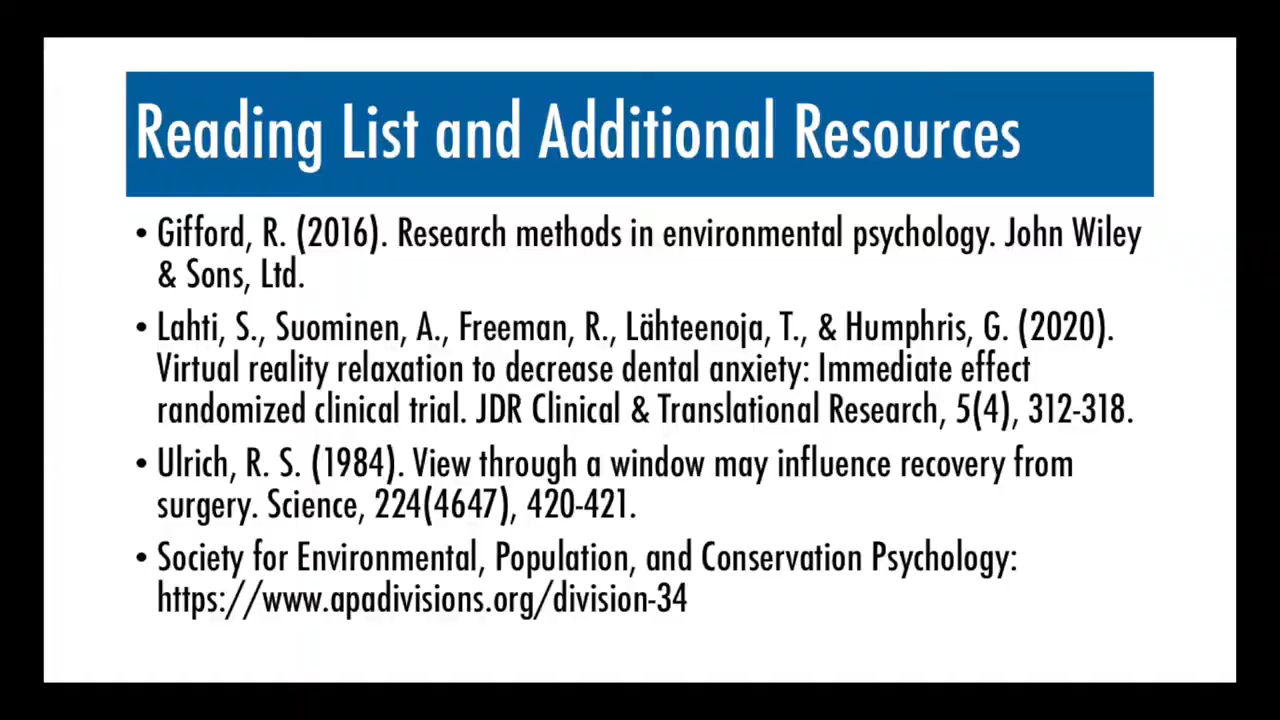 Reading List and Additional Resources
• Gifford, R. (2016). Research methods in environmental psychology. John Wiley
& Sons, Ltd.
• Lahti, S., Suominen, A., Freeman, R., Lähteenoja, T., & Humphris, G. (2020).
Virtual reality relaxation to decrease dental anxiety: Immediate effect
randomized clinical trial. JDR Clinical & Translational Research, 5(4), 312-318.
• Ulrich, R. S. (1984). View through a window may influence recovery from
surgery. Science, 224(4647), 420-421.
• Society for Environmental, Population, and Conservation Psychology:
https://www.apadivisions.org/division-34